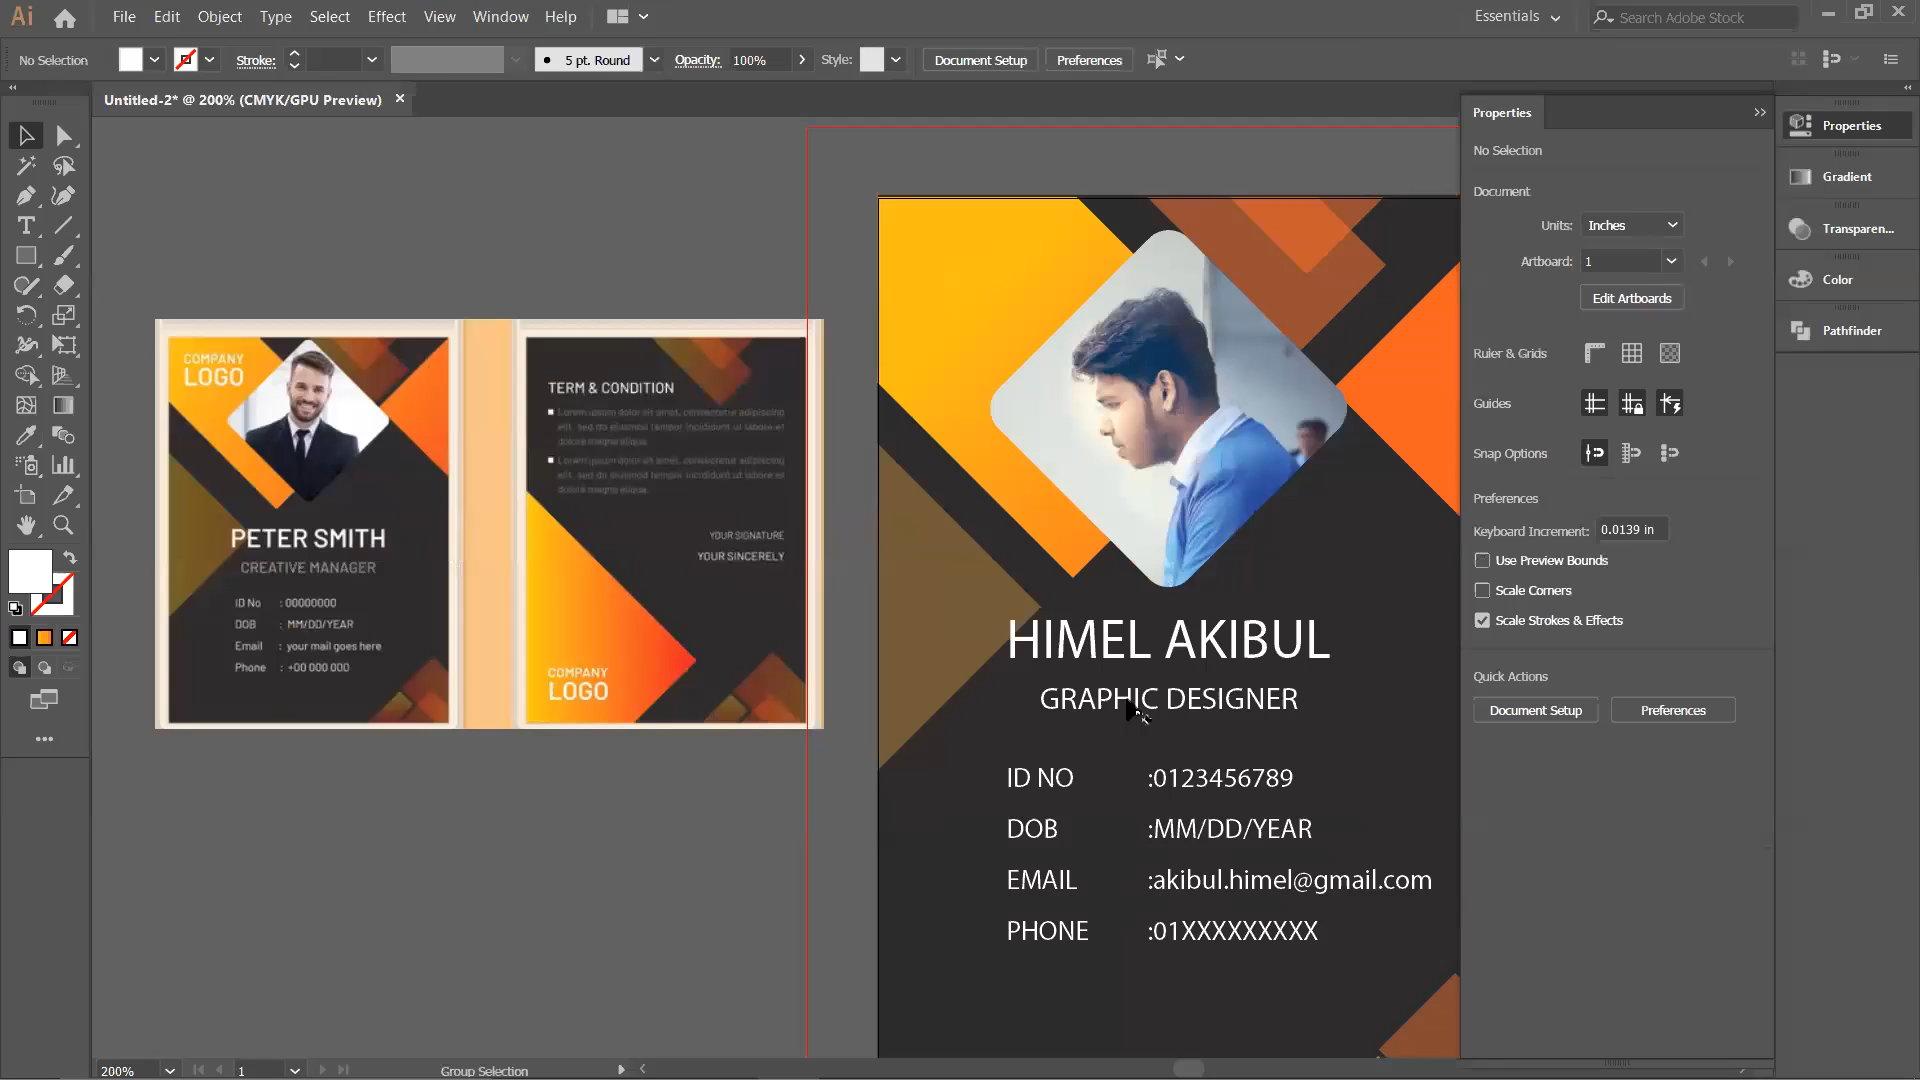 Ai File Edit Object Type Select Effect View Window Help Essentials Search Adobe Stock
No Selection Stroke: 5 pt. Round Opacity: 100% Style: Document Setup Preferences
Untitled-2* @ 200% (CMYK/GPU Preview)
Properties
No Selection
Document
Units: Inches
Artboard: 1
Edit Artboards
Ruler & Grids
Guides
Snap Options
Preferences
Keyboard Increment: 0.0139 in
Use Preview Bounds
Scale Corners
Scale Strokes & Effects
Quick Actions
Document Setup Preferences
Properties
Gradient
Transparen...
Color
Pathfinder
COMPANY
LOGO
PETER SMITH
CREATIVE MANAGER
ID No : 00000000
DOB : MM/DD/YEAR
Email : your mail goes here
Phone : +00 000 000
TERM & CONDITION
Lorem ipsum dolor sit amet, consectetur adipiscing
elit, sed do eiusmod tempor incididunt ut labore et
dolore magna aliqua.
Lorem ipsum dolor sit amet, consectetur adipiscing
elit, sed do eiusmod tempor incididunt ut labore et
dolore magna aliqua.
YOUR SIGNATURE
YOUR SINCERELY
COMPANY
LOGO
HIMEL AKIBUL
GRAPHIC DESIGNER
ID NO :0123456789
DOB :MM/DD/YEAR
EMAIL :akibul.himel@gmail.com
PHONE :01XXXXXXXXX
200% 1 Group Selection